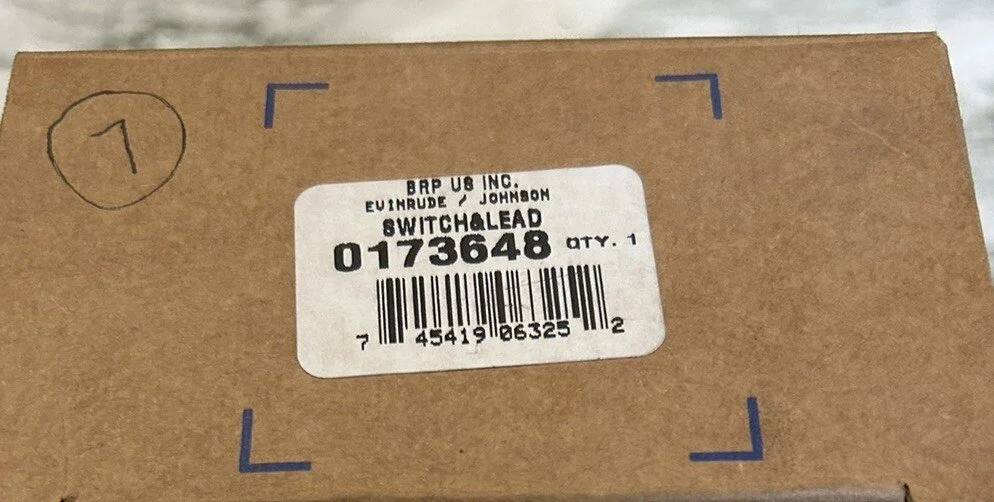 7
BRP US INC.
EVINRUDE / JOHNSON
SWITCH&LEAD
0173648 QTY. 1
7 45419 06325 2